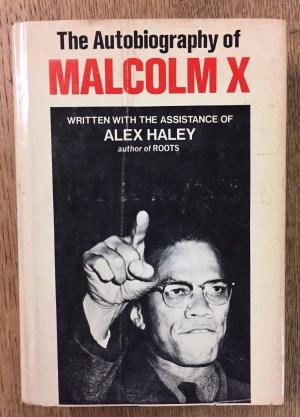 The Autobiography of
MALCOLM X
WRITTEN WITH THE ASSISTANCE OF
ALEX HALEY
author of ROOTS